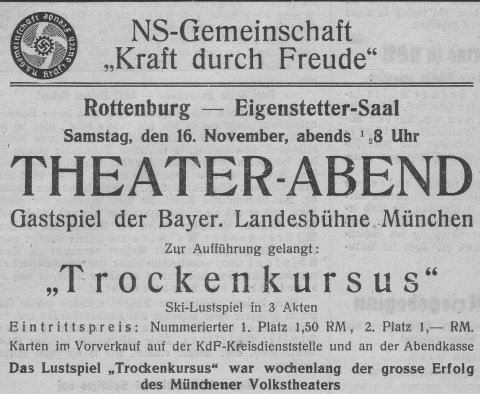 NS-Gemeinschaft
„Kraft durch Freude"
Rottenburg — Eigenstetter-Saal
Samstag, den 16. November, abends ½8 Uhr
THEATER-ABEND
Gastspiel der Bayer. Landesbühne München
Zur Aufführung gelangt:
„Trockenkursus"
Ski-Lustspiel in 3 Akten
Eintrittspreis: Nummerierter 1. Platz 1,50 RM, 2. Platz 1,— RM.
Karten im Vorverkauf auf der KdF-Kreisdienststelle und an der Abendkasse
Das Lustspiel „Trockenkursus" war wochenlang der grosse Erfolg
des Münchener Volkstheaters